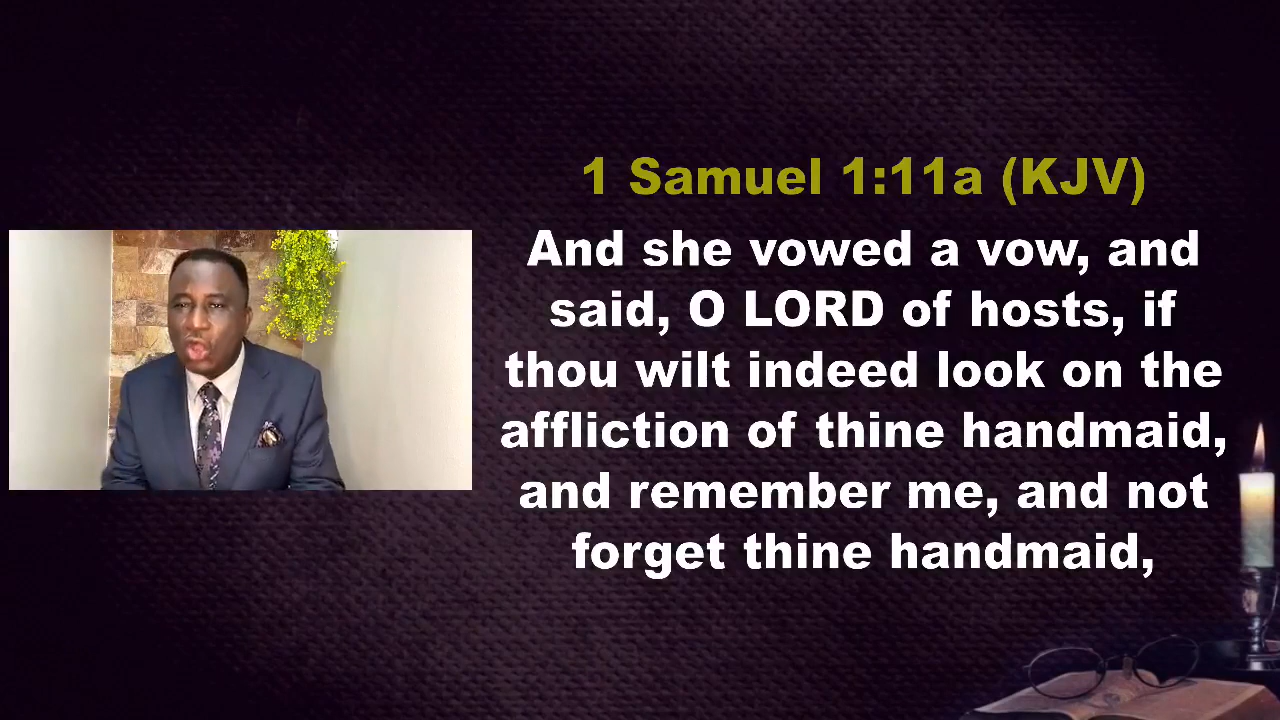 1 Samuel 1:11a (KJV)
And she vowed a vow, and
said, O LORD of hosts, if
thou wilt indeed look on the
affliction of thine handmaid,
and remember me, and not
forget thine handmaid,